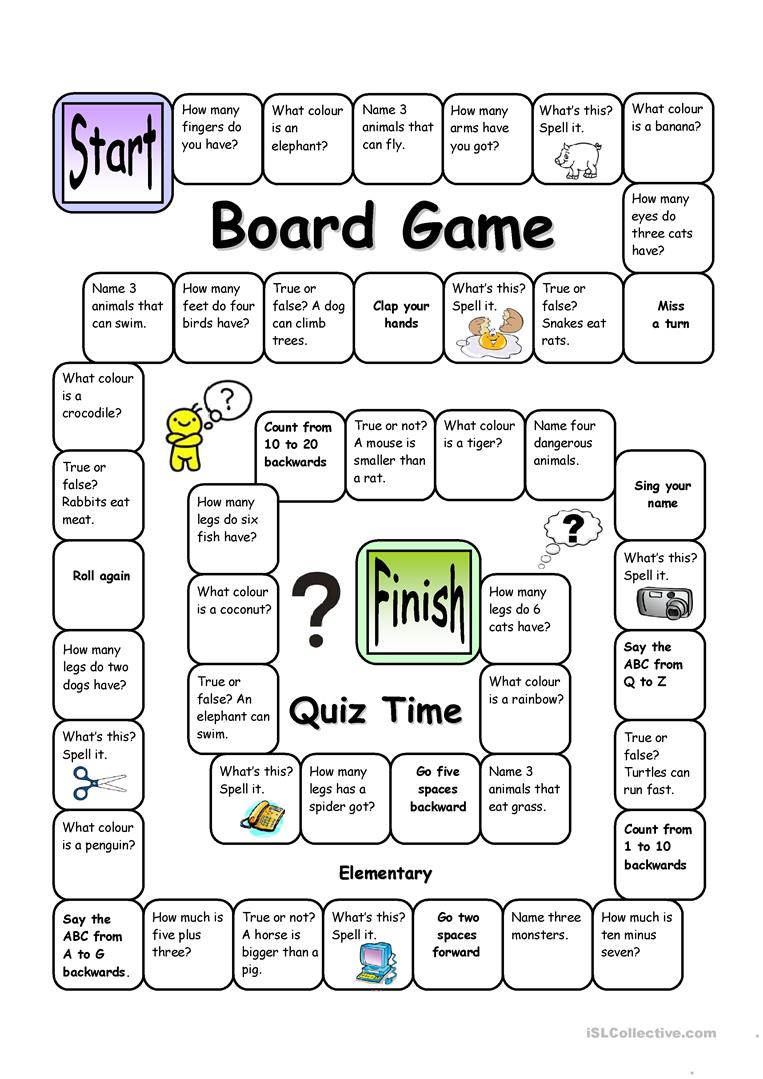 Start
How many
fingers do
you have?
What colour
is an
elephant?
Name 3
animals that
can fly.
How many
arms have
you got?
What's this?
Spell it.
What colour
is a banana?
Board Game
How many
eyes do
three cats
have?
Name 3
animals that
can swim.
How many
feet do four
birds have?
True or
false? A dog
can climb
trees.
Clap your
hands
What's this?
Spell it.
True or
false?
Snakes eat
rats.
Miss
a turn
What colour
is a
crocodile?
?
Count from
10 to 20
backwards
True or not?
A mouse is
smaller than
a rat.
What colour
is a tiger?
Name four
dangerous
animals.
True or
false?
Rabbits eat
meat.
Sing your
name
How many
legs do six
fish have?
?
Roll again
What's this?
Spell it.
What colour
is a coconut?
?
Finish
How many
legs do 6
cats have?
How many
legs do two
dogs have?
Say the
ABC from
Q to Z
True or
false? An
elephant can
swim.
Quiz Time
What colour
is a rainbow?
What's this?
Spell it.
True or
false?
Turtles can
run fast.
What's this?
Spell it.
How many
legs has a
spider got?
Go five
spaces
backward
Name 3
animals that
eat grass.
What colour
is a penguin?
Count from
1 to 10
backwards
Elementary
Say the
ABC from
A to G
backwards.
How much is
five plus
three?
True or not?
A horse is
bigger than a
pig.
What's this?
Spell it.
Go two
spaces
forward
Name three
monsters.
How much is
ten minus
seven?
iSLCollective.com